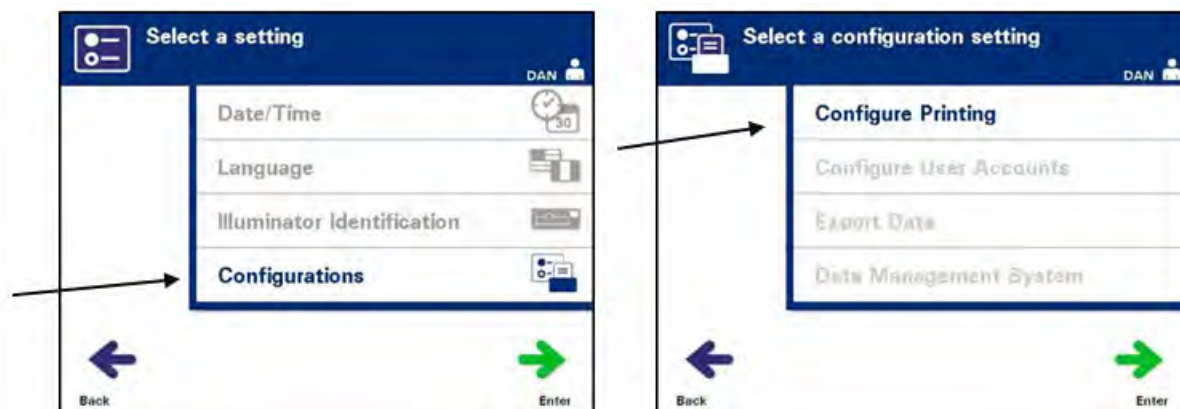 Select a setting
DAN
Date/Time
30
Language
Illuminator Identification
Configurations
Back
Enter
Select a configuration setting
DAN
Configure Printing
Configure User Accounts
Export Data
Data Management System
Back
Enter